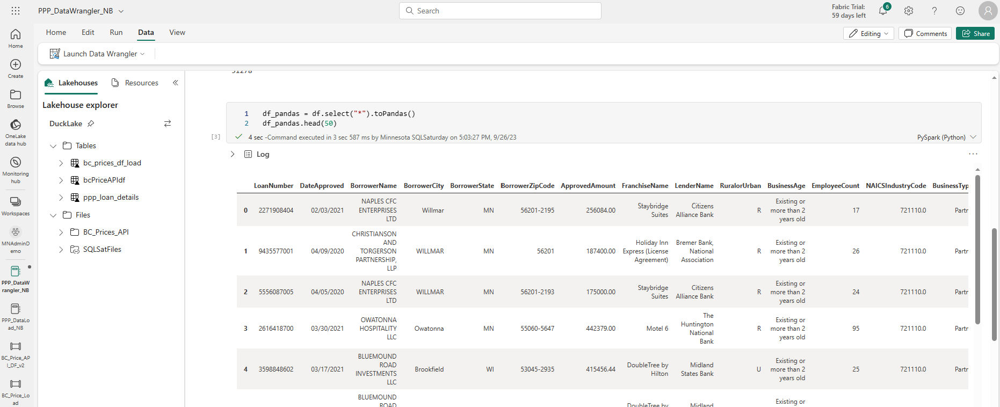 PPP_DataWrangler_NB
Search
Fabric Trial:
59 days left
6
Home
Edit
Run
Data
View
Editing
Comments
Share
Launch Data Wrangler
Home
Create
Browse
OneLake
data hub
Monitoring
hub
Workspaces
MNAdminD
emo
PPP_DataW
rangler_NB
PPP_DataLo
ad_NB
BC_Price_AP
I_DF_v2
BC_Price_Lo
ad
Lakehouses
Resources
Lakehouse explorer
DuckLake
Tables
bc_prices_df_load
bcPriceAPIdf
ppp_loan_details
Files
BC_Prices_API
SQLSatFiles
51278
1 df_pandas = df.select("*").toPandas()
2 df_pandas.head(50)
[3]
4 sec -Command executed in 3 sec 587 ms by Minnesota SQLSaturday on 5:03:27 PM, 9/26/23
PySpark (Python)
Log
LoanNumber DateApproved BorrowerName BorrowerCity BorrowerState BorrowerZipCode ApprovedAmount FranchiseName LenderName RuralorUrban BusinessAge EmployeeCount NAICSIndustryCode BusinessTyp
0 2271908404 02/03/2021 NAPLES CFC ENTERPRISES LTD Willmar MN 56201-2195 256084.00 Staybridge Suites Citizens Alliance Bank R Existing or more than 2 years old 17 721110.0 Partr
1 9435577001 04/09/2020 CHRISTIANSON AND TORGERSON PARTNERSHIP, LLP WILLMAR MN 56201 187400.00 Holiday Inn Express (License Agreement) Bremer Bank, National Association R Existing or more than 2 years old 26 721110.0 Partr
2 5556087005 04/05/2020 NAPLES CFC ENTERPRISES LTD WILLMAR MN 56201-2193 175000.00 Staybridge Suites Citizens Alliance Bank R Existing or more than 2 years old 24 721110.0 Partr
3 2616418700 03/30/2021 OWATONNA HOSPITALITY LLC Owatonna MN 55060-5647 442379.00 Motel 6 The Huntington National Bank R Existing or more than 2 years old 95 721110.0 Partr
4 3598848602 03/17/2021 BLUEMOUND ROAD INVESTMENTS LLC Brookfield WI 53045-2935 415456.44 DoubleTree by Hilton Midland States Bank U Existing or more than 2 years old 25 721110.0 Partr
BLUEMOUND ROAD DoubleTree by Midland Existing or